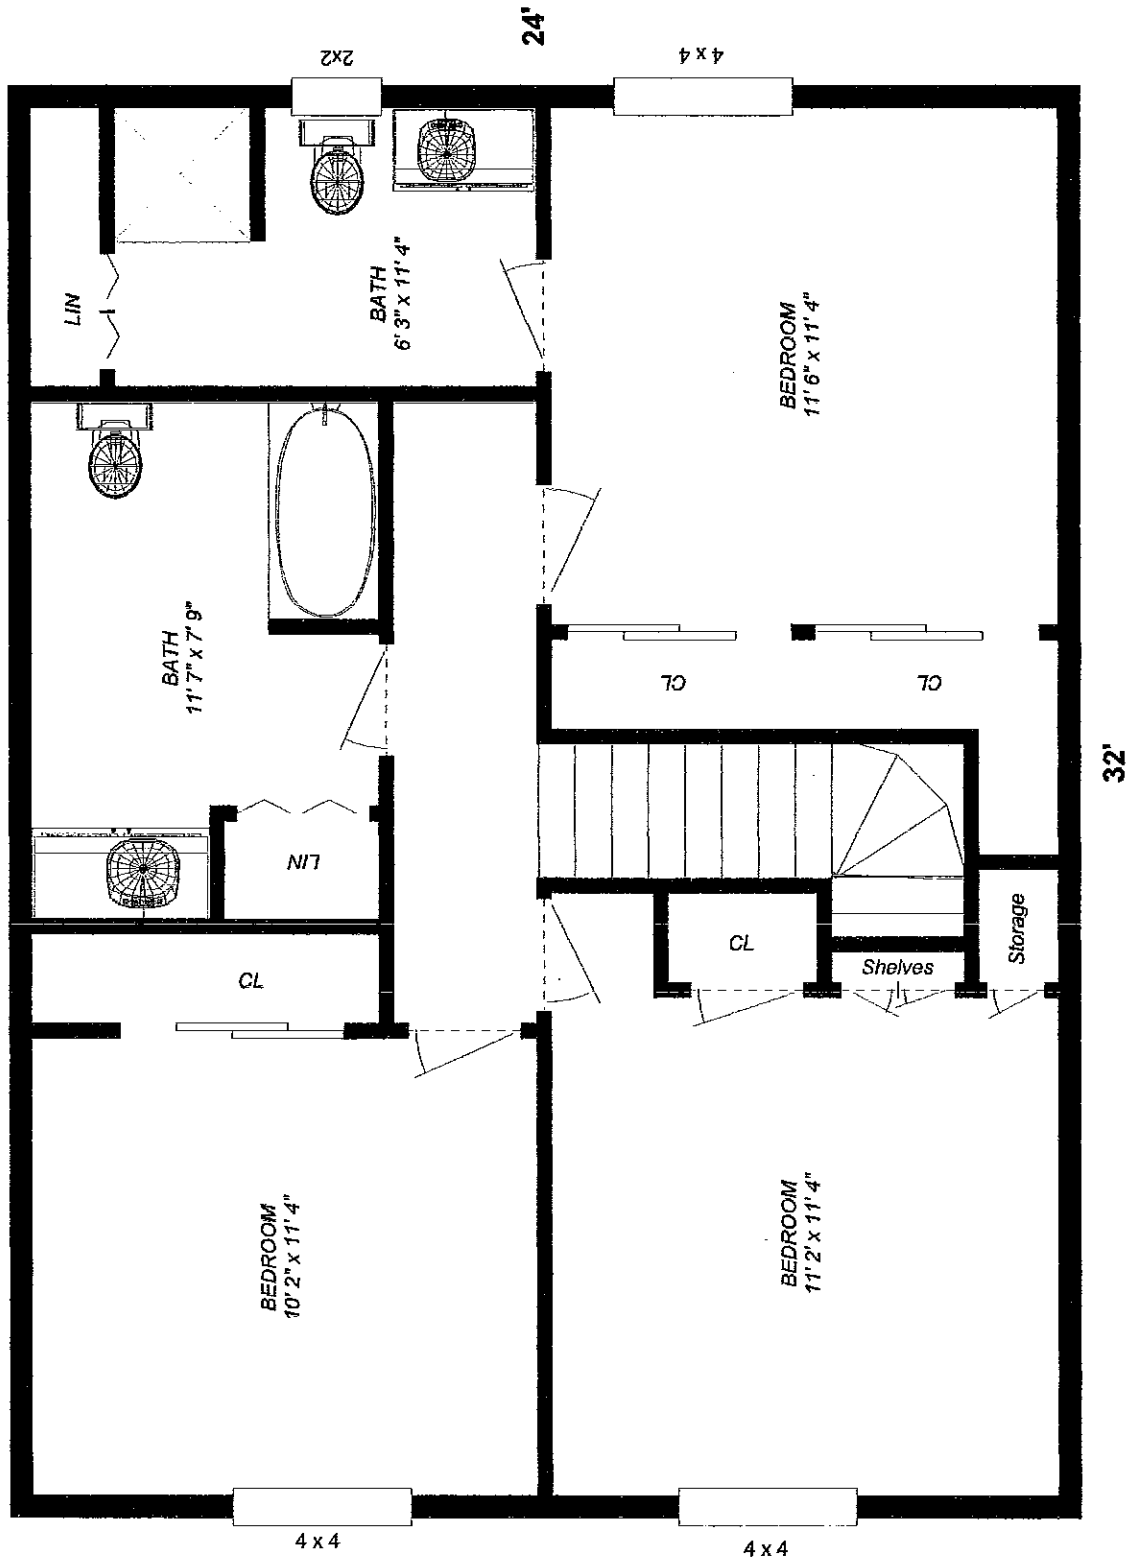 24'
2x2
4 x 4
LIN
BATH
6' 3" x 11' 4"
BEDROOM
11' 6" x 11' 4"
BATH
11' 7" x 7' 9"
CL
CL
32'
LIN
CL
CL
Shelves
Storage
BEDROOM
10' 2" x 11' 4"
BEDROOM
11' 2' x 11' 4"
4 x 4
4 x 4